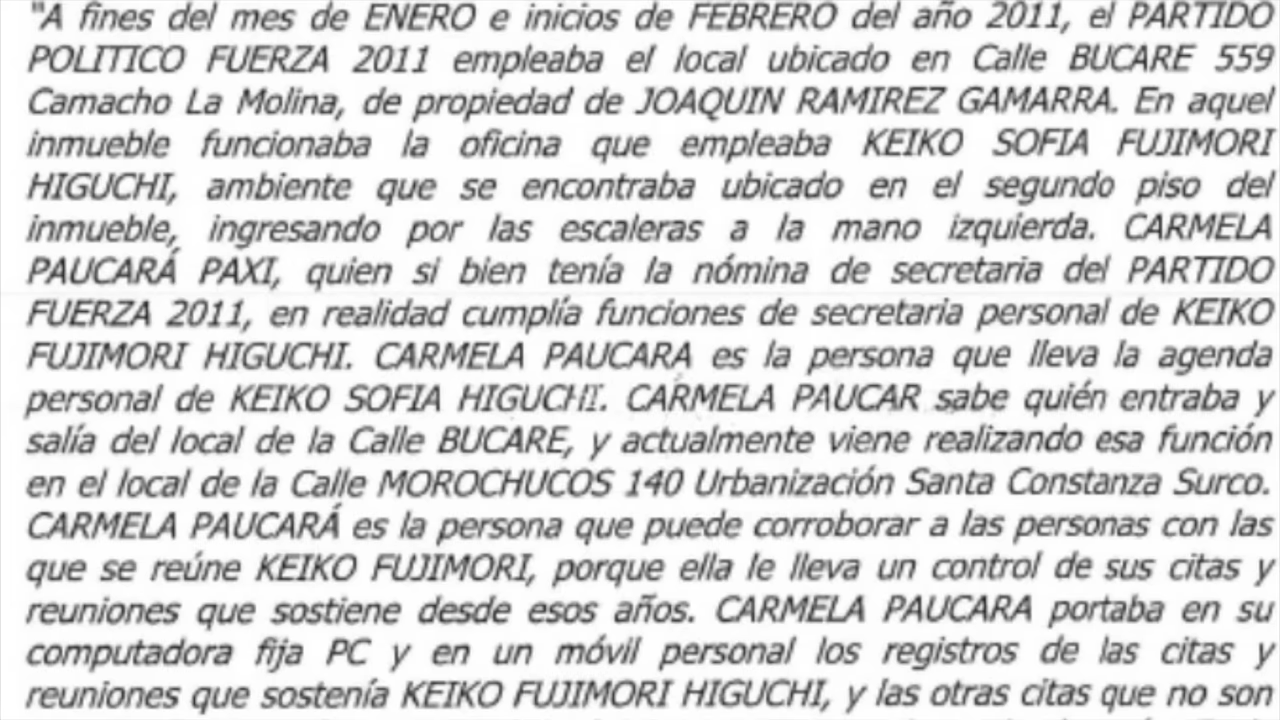 "A fines del mes de ENERO e inicios de FEBRERO del año 2011, el PARTIDO
POLITICO FUERZA 2011 empleaba el local ubicado en Calle BUCARE 559
Camacho La Molina, de propiedad de JOAQUIN RAMIREZ GAMARRA. En aquel
inmueble funcionaba la oficina que empleaba KEIKO SOFIA FUJIMORI
HIGUCHI, ambiente que se encontraba ubicado en el segundo piso del
inmueble, ingresando por las escaleras a la mano izquierda. CARMELA
PAUCARÁ PAXI, quien si bien tenía la nómina de secretaria del PARTIDO
FUERZA 2011, en realidad cumplía funciones de secretaria personal de KEIKO
FUJIMORI HIGUCHI. CARMELA PAUCARA es la persona que lleva la agenda
personal de KEIKO SOFIA HIGUCHI. CARMELA PAUCAR sabe quién entraba y
salía del local de la Calle BUCARE, y actualmente viene realizando esa función
en el local de la Calle MOROCHUCOS 140 Urbanización Santa Constanza Surco.
CARMELA PAUCARÁ es la persona que puede corroborar a las personas con las
que se reúne KEIKO FUJIMORI, porque ella le lleva un control de sus citas y
reuniones que sostiene desde esos años. CARMELA PAUCARA portaba en su
computadora fija PC y en un móvil personal los registros de las citas y
reuniones que sostenía KEIKO FUJIMORI HIGUCHI, y las otras citas que no son